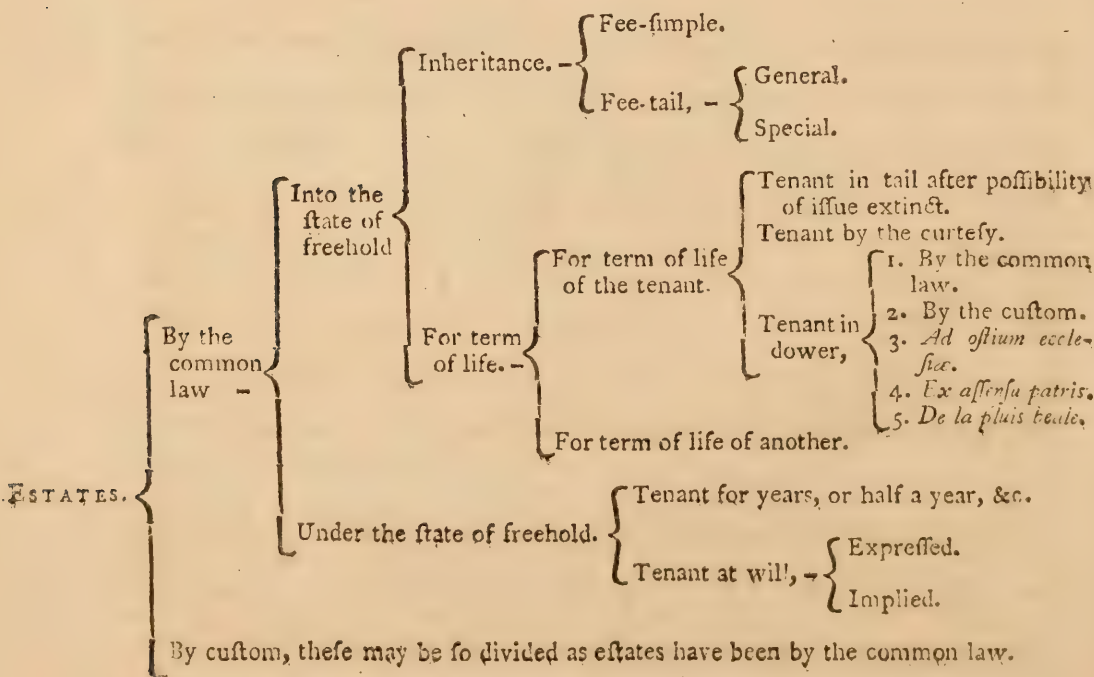 Fee-ſimple.
Inheritance. -
General.
Fee-tail, -
Special.
Into the
ſtate of
freehold
Tenant in tail after poſſibility
of iſſue extinct.
Tenant by the curteſy.
For term of life
of the tenant.
1. By the common
law.
2. By the cuſtom.
Tenant in
dower,
3. Ad oſtium eccle-
ſiæ.
4. Ex aſſenſu patris.
5. De la pluis beale.
For term
of life. -
For term of life of another.
By the
common
law -
ESTATES.
Tenant for years, or half a year, &c.
Under the ſtate of freehold.
Expreſſed.
Tenant at will, -
Implied.
By cuſtom, theſe may be ſo divided as eſtates have been by the common law.